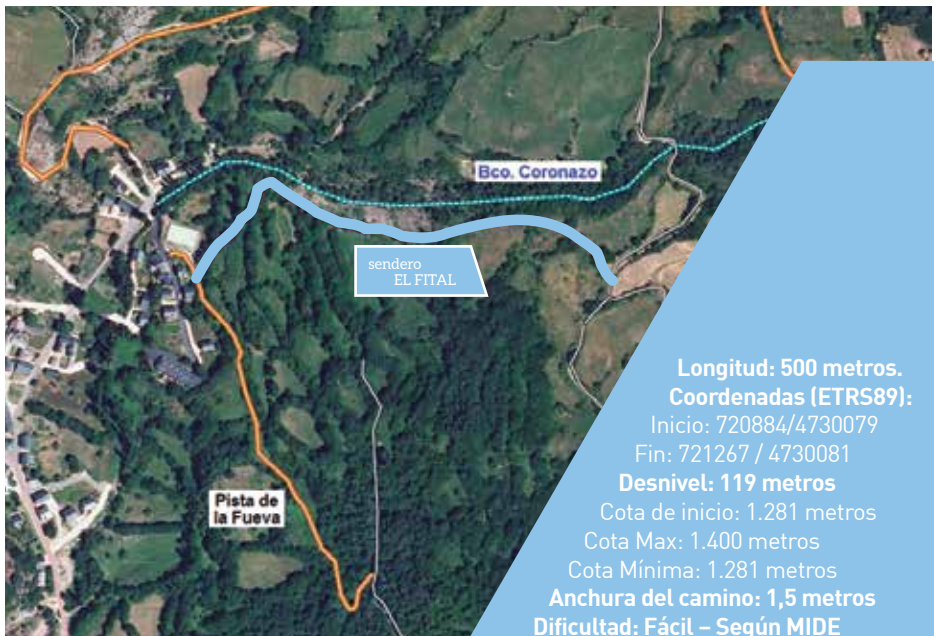 Bco. Coronazo
sendero
EL FITAL
Pista de
la Fueva
Longitud: 500 metros.
Coordenadas (ETRS89):
Inicio: 720884/4730079
Fin: 721267 / 4730081
Desnivel: 119 metros
Cota de inicio: 1.281 metros
Cota Max: 1.400 metros
Cota Mínima: 1.281 metros
Anchura del camino: 1,5 metros
Dificultad: Fácil – Según MIDE